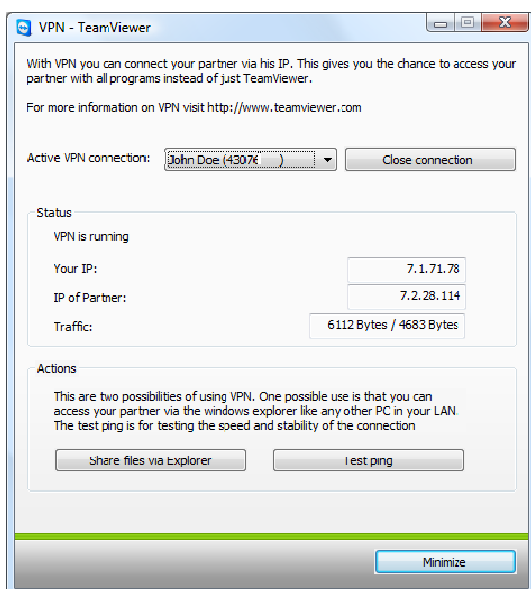 VPN - TeamViewer
With VPN you can connect your partner via his IP. This gives you the chance to access your
partner with all programs instead of just TeamViewer.
For more information on VPN visit http://www.teamviewer.com
Active VPN connection: John Doe (43076 ) Close connection
Status
VPN is running
Your IP: 7.1.71.78
IP of Partner: 7.2.28.114
Traffic: 6112 Bytes / 4683 Bytes
Actions
This are two possibilities of using VPN. One possible use is that you can
access your partner via the windows explorer like any other PC in your LAN.
The test ping is for testing the speed and stability of the connection
Share files via Explorer Test ping
Minimize